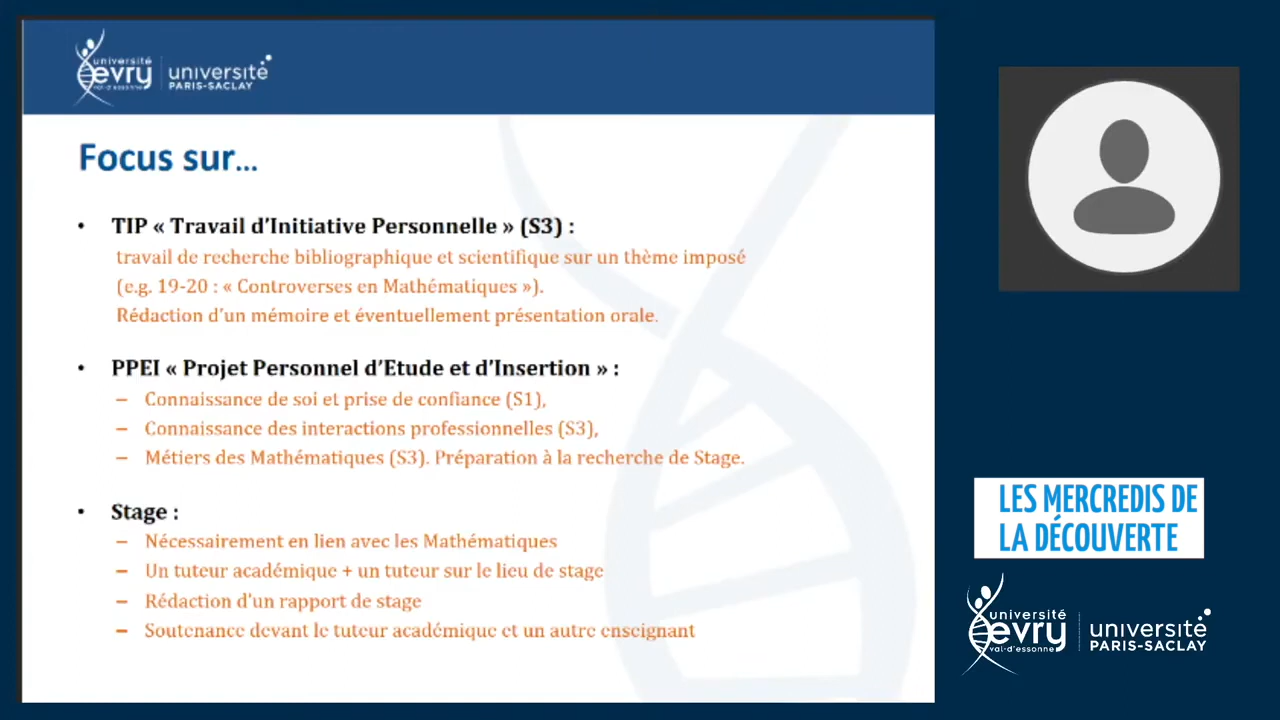 université
evry
val-d'essonne
université
PARIS-SACLAY
Focus sur...
• TIP « Travail d'Initiative Personnelle » (S3) :
travail de recherche bibliographique et scientifique sur un thème imposé
(e.g. 19-20 : « Controverses en Mathématiques »).
Rédaction d'un mémoire et éventuellement présentation orale.
• PPEI « Projet Personnel d'Etude et d'Insertion » :
– Connaissance de soi et prise de confiance (S1),
– Connaissance des interactions professionnelles (S3),
– Métiers des Mathématiques (S3). Préparation à la recherche de Stage.
• Stage :
– Nécessairement en lien avec les Mathématiques
– Un tuteur académique + un tuteur sur le lieu de stage
– Rédaction d'un rapport de stage
– Soutenance devant le tuteur académique et un autre enseignant
LES MERCREDIS DE
LA DÉCOUVERTE
université
evry
val-d'essonne
université
PARIS-SACLAY